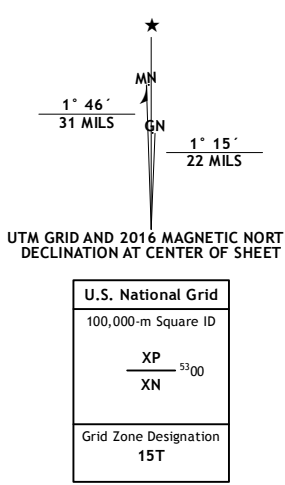 ★
MN
1° 46´
31 MILS
GN
1° 15´
22 MILS
UTM GRID AND 2016 MAGNETIC NORT
DECLINATION AT CENTER OF SHEET
U.S. National Grid
100,000-m Square ID
XP
5300
XN
Grid Zone Designation
15T